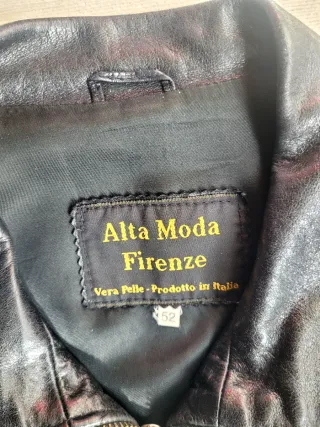 Alta Moda
Firenze
Vera Pelle - Prodotto in Italia
52